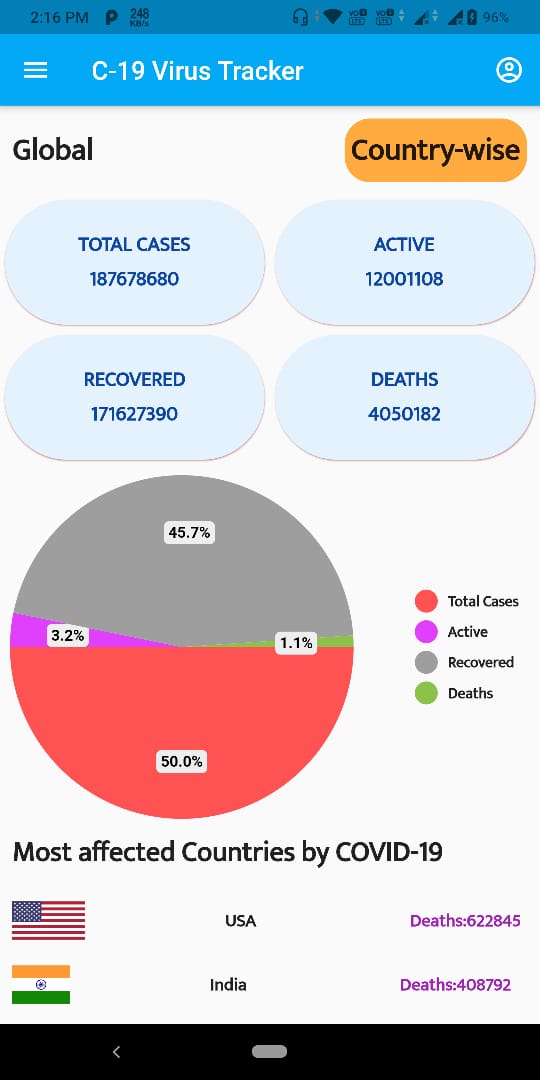 2:16 PM
248
KB/s
96%
C-19 Virus Tracker
Global
Country-wise
TOTAL CASES
187678680
ACTIVE
12001108
RECOVERED
171627390
DEATHS
4050182
45.7%
3.2%
1.1%
50.0%
Total Cases
Active
Recovered
Deaths
Most affected Countries by COVID-19
USA
Deaths:622845
India
Deaths:408792